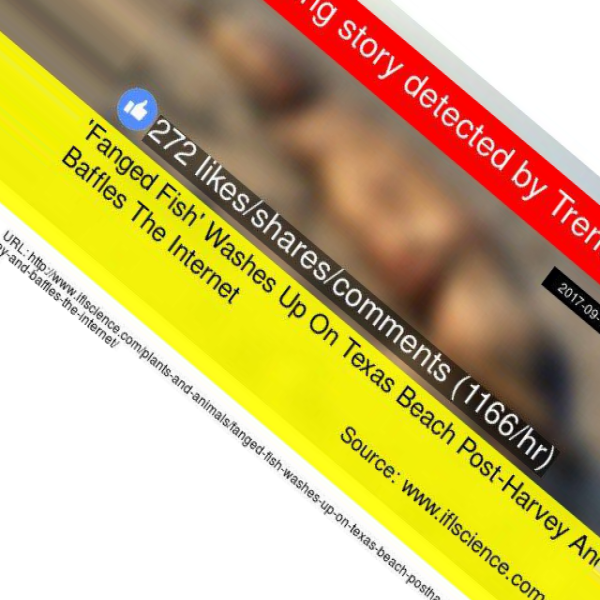 ng story detected by Tren
2017-09-
272 likes/shares/comments (1166/hr)
'Fanged Fish' Washes Up On Texas Beach Post-Harvey An
Baffles The Internet
Source: www.iflscience.com
URL: http://www.iflscience.com/plants-and-animals/fanged-fish-washes-up-on-texas-beach-postha
ey-and-baffles-the-internet/